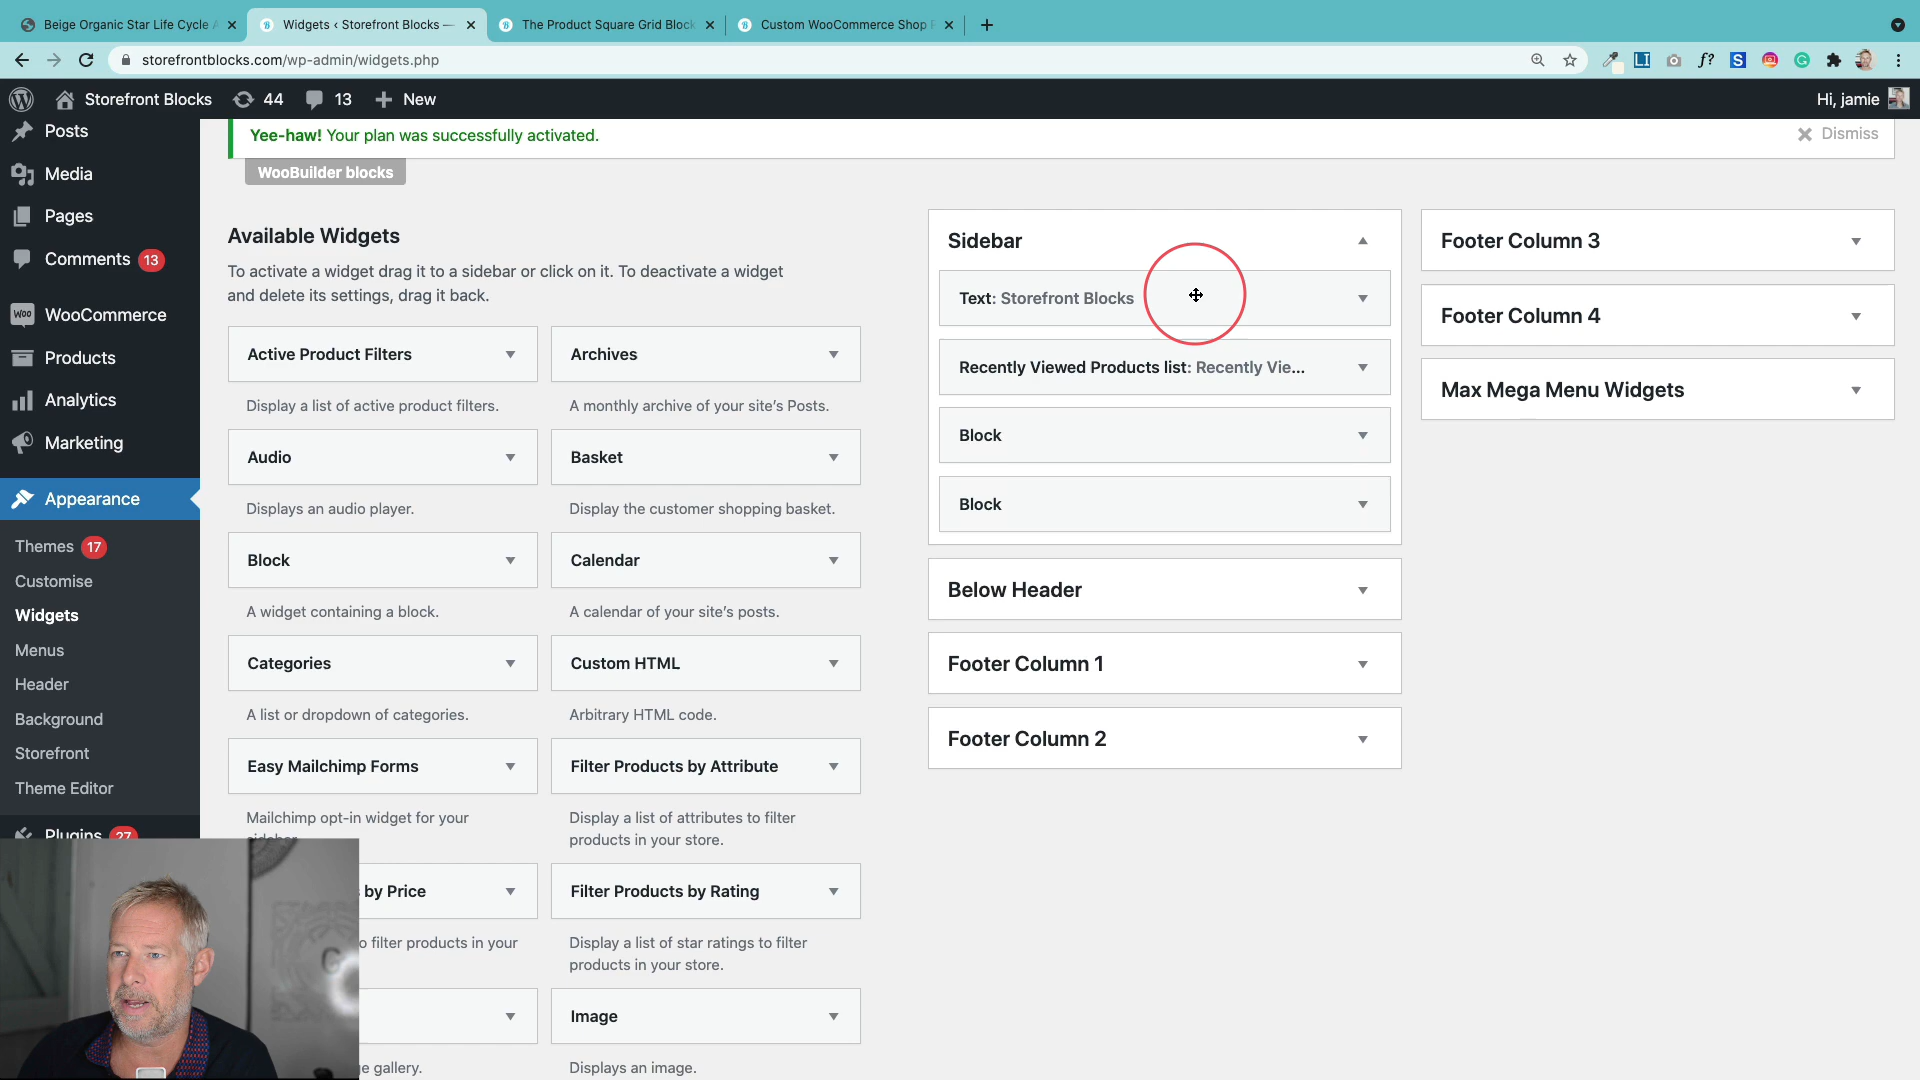 Beige Organic Star Life Cycle
Widgets ‹ Storefront Blocks —
The Product Square Grid Block
Custom WooCommerce Shop
storefrontblocks.com/wp-admin/widgets.php
Storefront Blocks
44
13
New
Hi, jamie
Posts
Media
Pages
Comments 13
WooCommerce
Products
Analytics
Marketing
Appearance
Themes 17
Customise
Widgets
Menus
Header
Background
Storefront
Theme Editor
Plugins 27
Yee-haw! Your plan was successfully activated.
Dismiss
WooBuilder blocks
Available Widgets
To activate a widget drag it to a sidebar or click on it. To deactivate a widget
and delete its settings, drag it back.
Active Product Filters
Display a list of active product filters.
Archives
A monthly archive of your site's Posts.
Audio
Displays an audio player.
Basket
Display the customer shopping basket.
Block
A widget containing a block.
Calendar
A calendar of your site's posts.
Categories
A list or dropdown of categories.
Custom HTML
Arbitrary HTML code.
Easy Mailchimp Forms
Mailchimp opt-in widget for your
sidebar.
Filter Products by Attribute
Display a list of attributes to filter
products in your store.
by Price
o filter products in your
Filter Products by Rating
Display a list of star ratings to filter
products in your store.
gallery.
Image
Displays an image.
Sidebar
Text: Storefront Blocks
Recently Viewed Products list: Recently Vie...
Block
Block
Below Header
Footer Column 1
Footer Column 2
Footer Column 3
Footer Column 4
Max Mega Menu Widgets